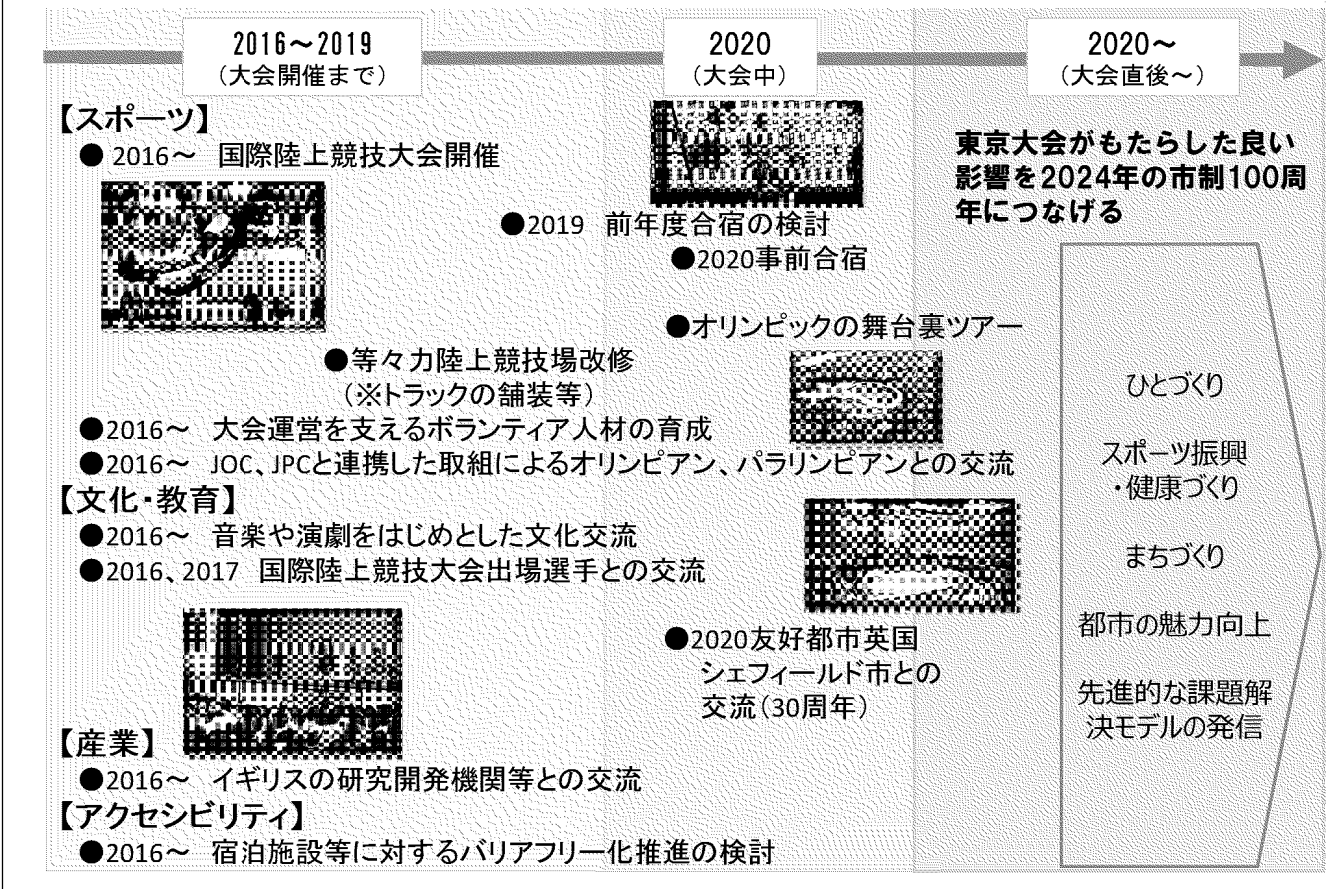 2016～2019
（大会開催まで）
2020
（大会中）
2020～
（大会直後～）
【スポーツ】
● 2016～ 国際陸上競技大会開催
●2019 前年度合宿の検討
●2020事前合宿
●オリンピックの舞台裏ツアー
●等々力陸上競技場改修
（※トラックの舗装等）
●2016～ 大会運営を支えるボランティア人材の育成
●2016～ JOC、JPCと連携した取組によるオリンピアン、パラリンピアンとの交流
【文化・教育】
●2016～ 音楽や演劇をはじめとした文化交流
●2016、2017 国際陸上競技大会出場選手との交流
●2020友好都市英国
シェフィールド市との
交流（30周年）
【産業】
●2016～ イギリスの研究開発機関等との交流
【アクセシビリティ】
●2016～ 宿泊施設等に対するバリアフリー化推進の検討
東京大会がもたらした良い
影響を2024年の市制100周
年につなげる
ひとづくり
スポーツ振興
・健康づくり
まちづくり
都市の魅力向上
先進的な課題解
決モデルの発信